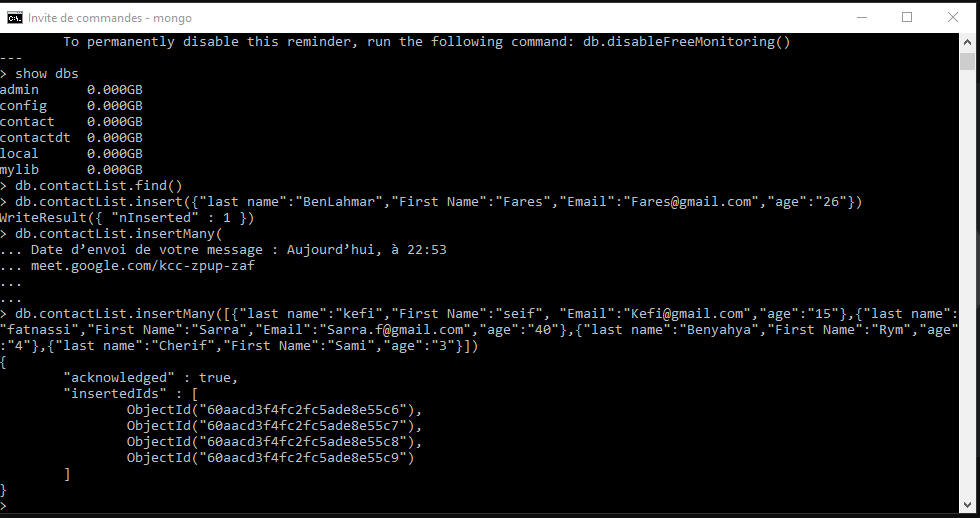 Invite de commandes - mongo
To permanently disable this reminder, run the following command: db.disableFreeMonitoring()
---
> show dbs
admin 0.000GB
config 0.000GB
contact 0.000GB
contactdt 0.000GB
local 0.000GB
mylib 0.000GB
> db.contactList.find()
> db.contactList.insert({"last name":"BenLahmar","First Name":"Fares","Email":"Fares@gmail.com","age":"26"})
WriteResult({ "nInserted" : 1 })
> db.contactList.insertMany(
... Date d’envoi de votre message : Aujourd’hui, à 22:53
... meet.google.com/kcc-zpup-zaf
...
...
> db.contactList.insertMany([{"last name":"kefi","First Name":"seif", "Email":"Kefi@gmail.com","age":"15"},{"last name":
"fatnassi","First Name":"Sarra","Email":"Sarra.f@gmail.com","age":"40"},{"last name":"Benyahya","First Name":"Rym","age"
:"4"},{"last name":"Cherif","First Name":"Sami","age":"3"}])
{
"acknowledged" : true,
"insertedIds" : [
ObjectId("60aacd3f4fc2fc5ade8e55c6"),
ObjectId("60aacd3f4fc2fc5ade8e55c7"),
ObjectId("60aacd3f4fc2fc5ade8e55c8"),
ObjectId("60aacd3f4fc2fc5ade8e55c9")
]
}
>